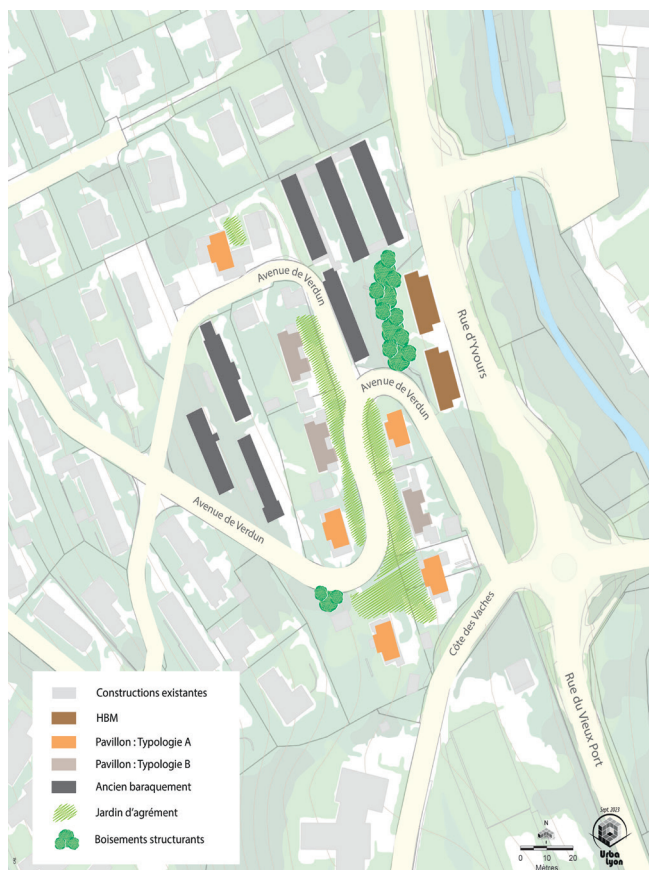 Avenue de Verdun
Rue d'Yvours
Avenue de Verdun
Avenue de Verdun
Côte des Vaches
Rue du Vieux Port
Constructions existantes
HBM
Pavillon : Typologie A
Pavillon : Typologie B
Ancien baraquement
Jardin d'agrément
Boisements structurants
Sept. 2023
N
0 10 20
Mètres
Urba
Lyon